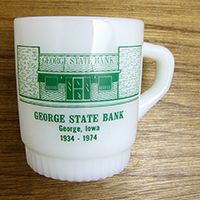 GEORGE STATE BANK
GEORGE STATE BANK
George, Iowa
1934 - 1974